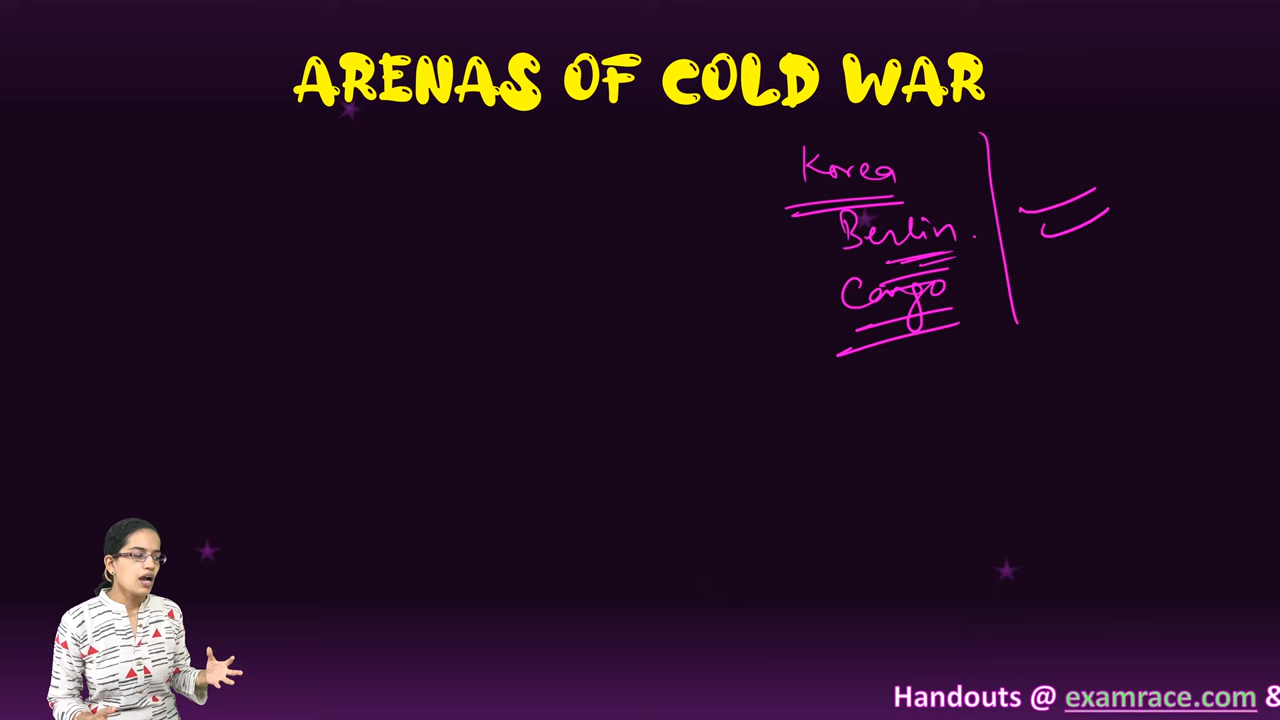 ARENAS OF COLD WAR
Korea
Berlin.
Congo
Handouts @ examrace.com &